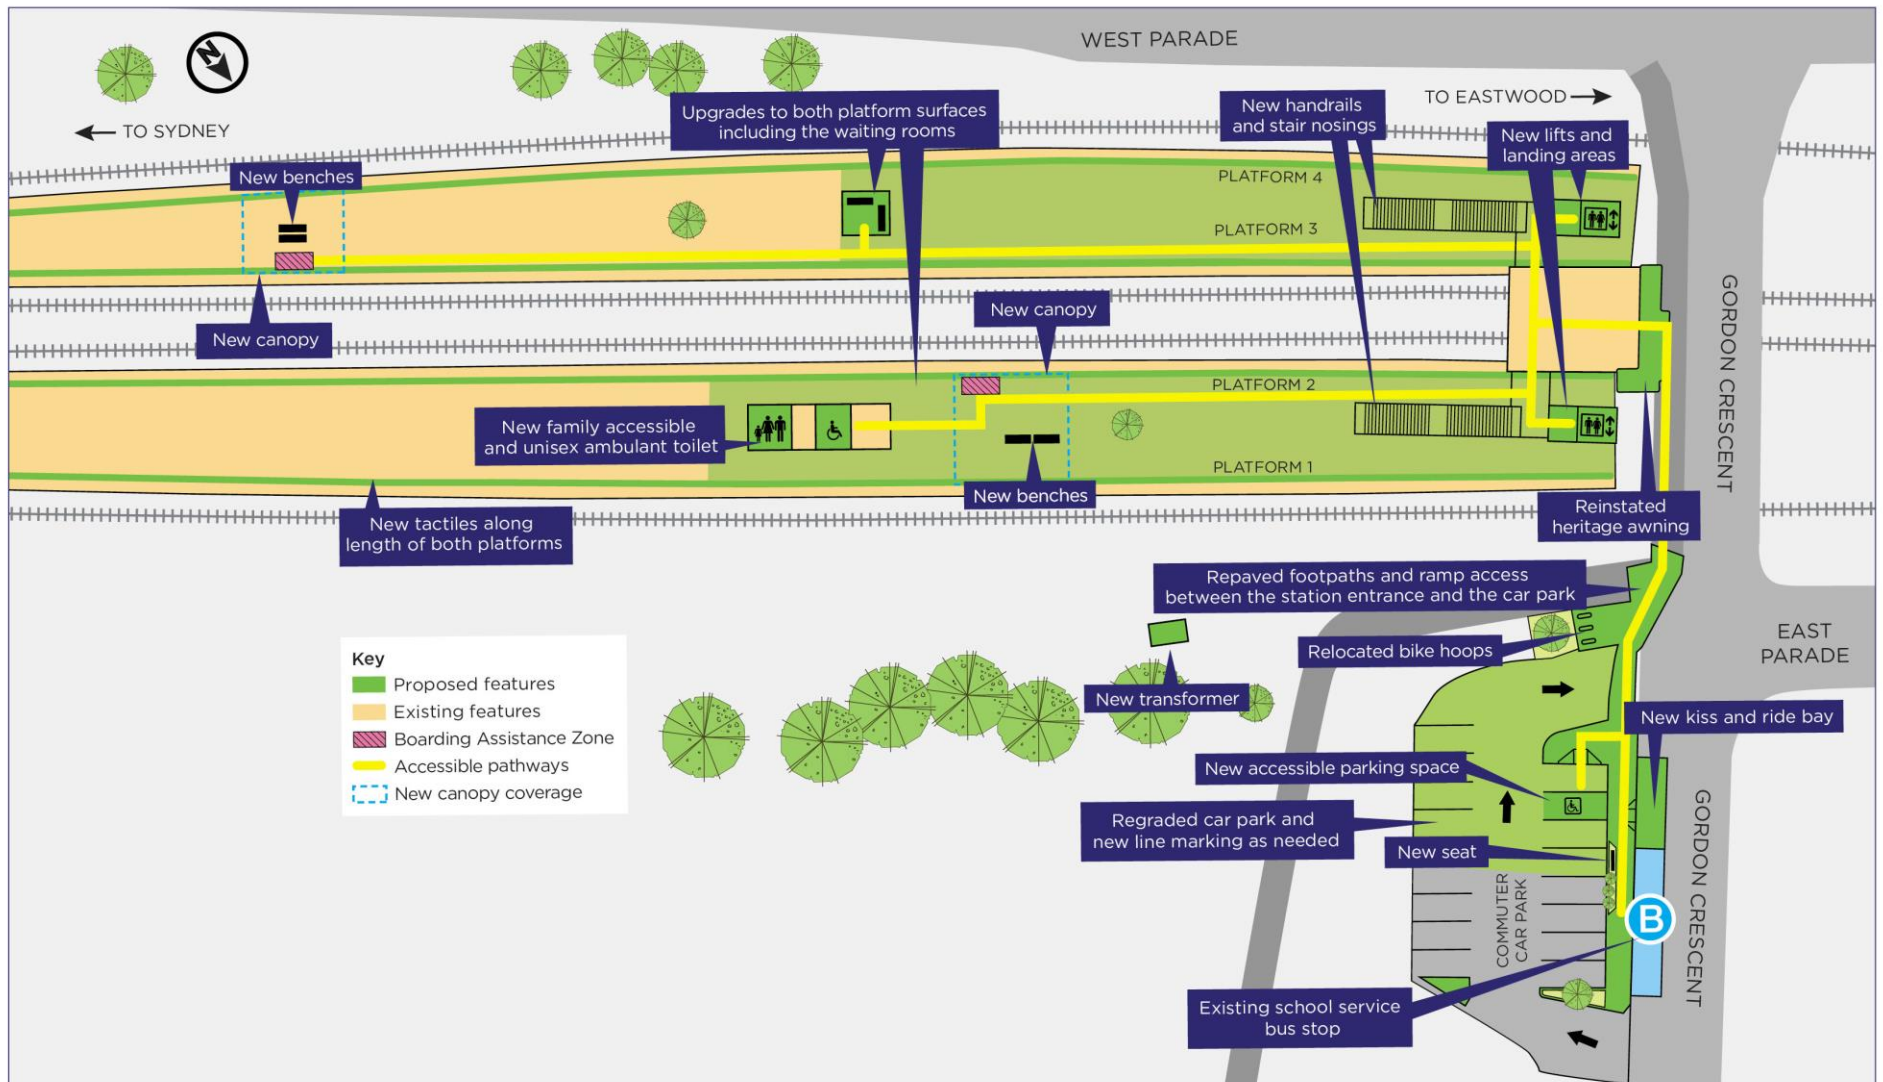 WEST PARADE
N
TO SYDNEY
TO EASTWOOD
Upgrades to both platform surfaces
including the waiting rooms
New handrails
and stair nosings
New lifts and
landing areas
New benches
PLATFORM 4
PLATFORM 3
New canopy
New canopy
GORDON CRESCENT
PLATFORM 2
New family accessible
and unisex ambulant toilet
PLATFORM 1
New benches
New tactiles along
length of both platforms
Reinstated
heritage awning
Repaved footpaths and ramp access
between the station entrance and the car park
EAST
PARADE
Relocated bike hoops
Key
Proposed features
Existing features
Boarding Assistance Zone
Accessible pathways
New canopy coverage
New transformer
New kiss and ride bay
New accessible parking space
Regraded car park and
new line marking as needed
New seat
GORDON CRESCENT
COMMUTER
CAR PARK
B
Existing school service
bus stop